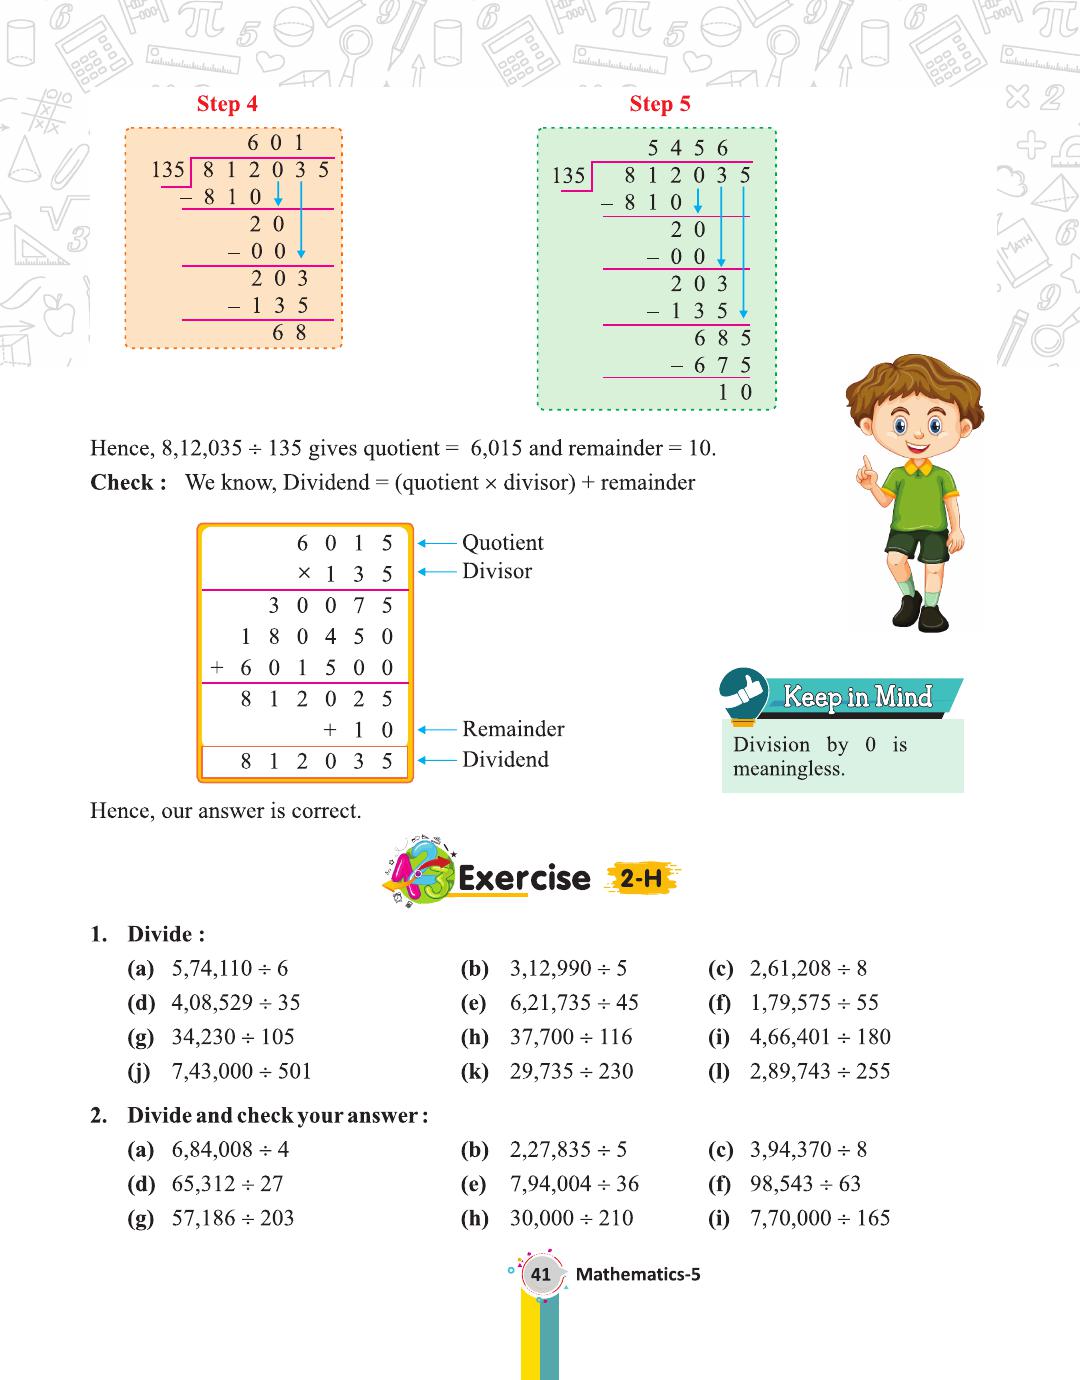 Step 4
6 0 1
135 8 1 2 0 3 5
– 8 1 0
2 0
– 0 0
2 0 3
– 1 3 5
6 8
Step 5
5 4 5 6
135 8 1 2 0 3 5
– 8 1 0
2 0
– 0 0
2 0 3
– 1 3 5
6 8 5
– 6 7 5
1 0
Hence, 8,12,035 ÷ 135 gives quotient = 6,015 and remainder = 10.
Check : We know, Dividend = (quotient × divisor) + remainder
6 0 1 5 Quotient
× 1 3 5 Divisor
3 0 0 7 5
1 8 0 4 5 0
+ 6 0 1 5 0 0
8 1 2 0 2 5
+ 1 0 Remainder
8 1 2 0 3 5 Dividend
Keep in Mind
Division by 0 is
meaningless.
Hence, our answer is correct.
Exercise 2-H
1. Divide :
(a) 5,74,110 ÷ 6 (b) 3,12,990 ÷ 5 (c) 2,61,208 ÷ 8
(d) 4,08,529 ÷ 35 (e) 6,21,735 ÷ 45 (f) 1,79,575 ÷ 55
(g) 34,230 ÷ 105 (h) 37,700 ÷ 116 (i) 4,66,401 ÷ 180
(j) 7,43,000 ÷ 501 (k) 29,735 ÷ 230 (l) 2,89,743 ÷ 255
2. Divide and check your answer :
(a) 6,84,008 ÷ 4 (b) 2,27,835 ÷ 5 (c) 3,94,370 ÷ 8
(d) 65,312 ÷ 27 (e) 7,94,004 ÷ 36 (f) 98,543 ÷ 63
(g) 57,186 ÷ 203 (h) 30,000 ÷ 210 (i) 7,70,000 ÷ 165
41 Mathematics-5